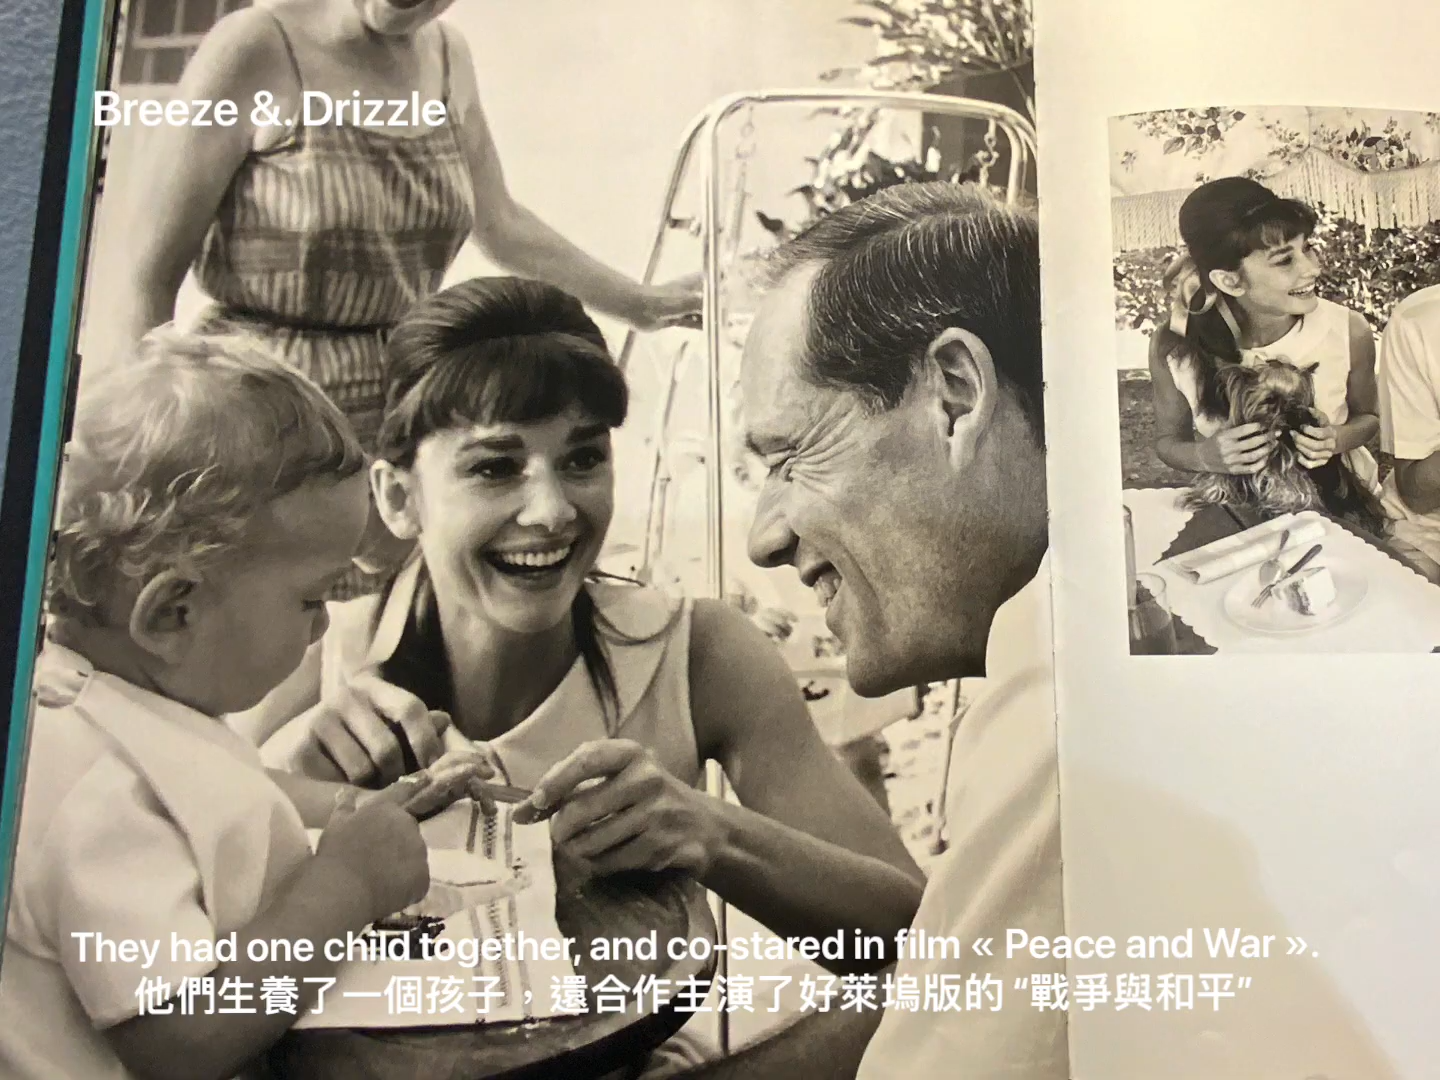 Breeze &. Drizzle
They had one child together, and co-stared in film « Peace and War ».
他們生養了一個孩子，還合作主演了好萊塢版的 “戰爭與和平”